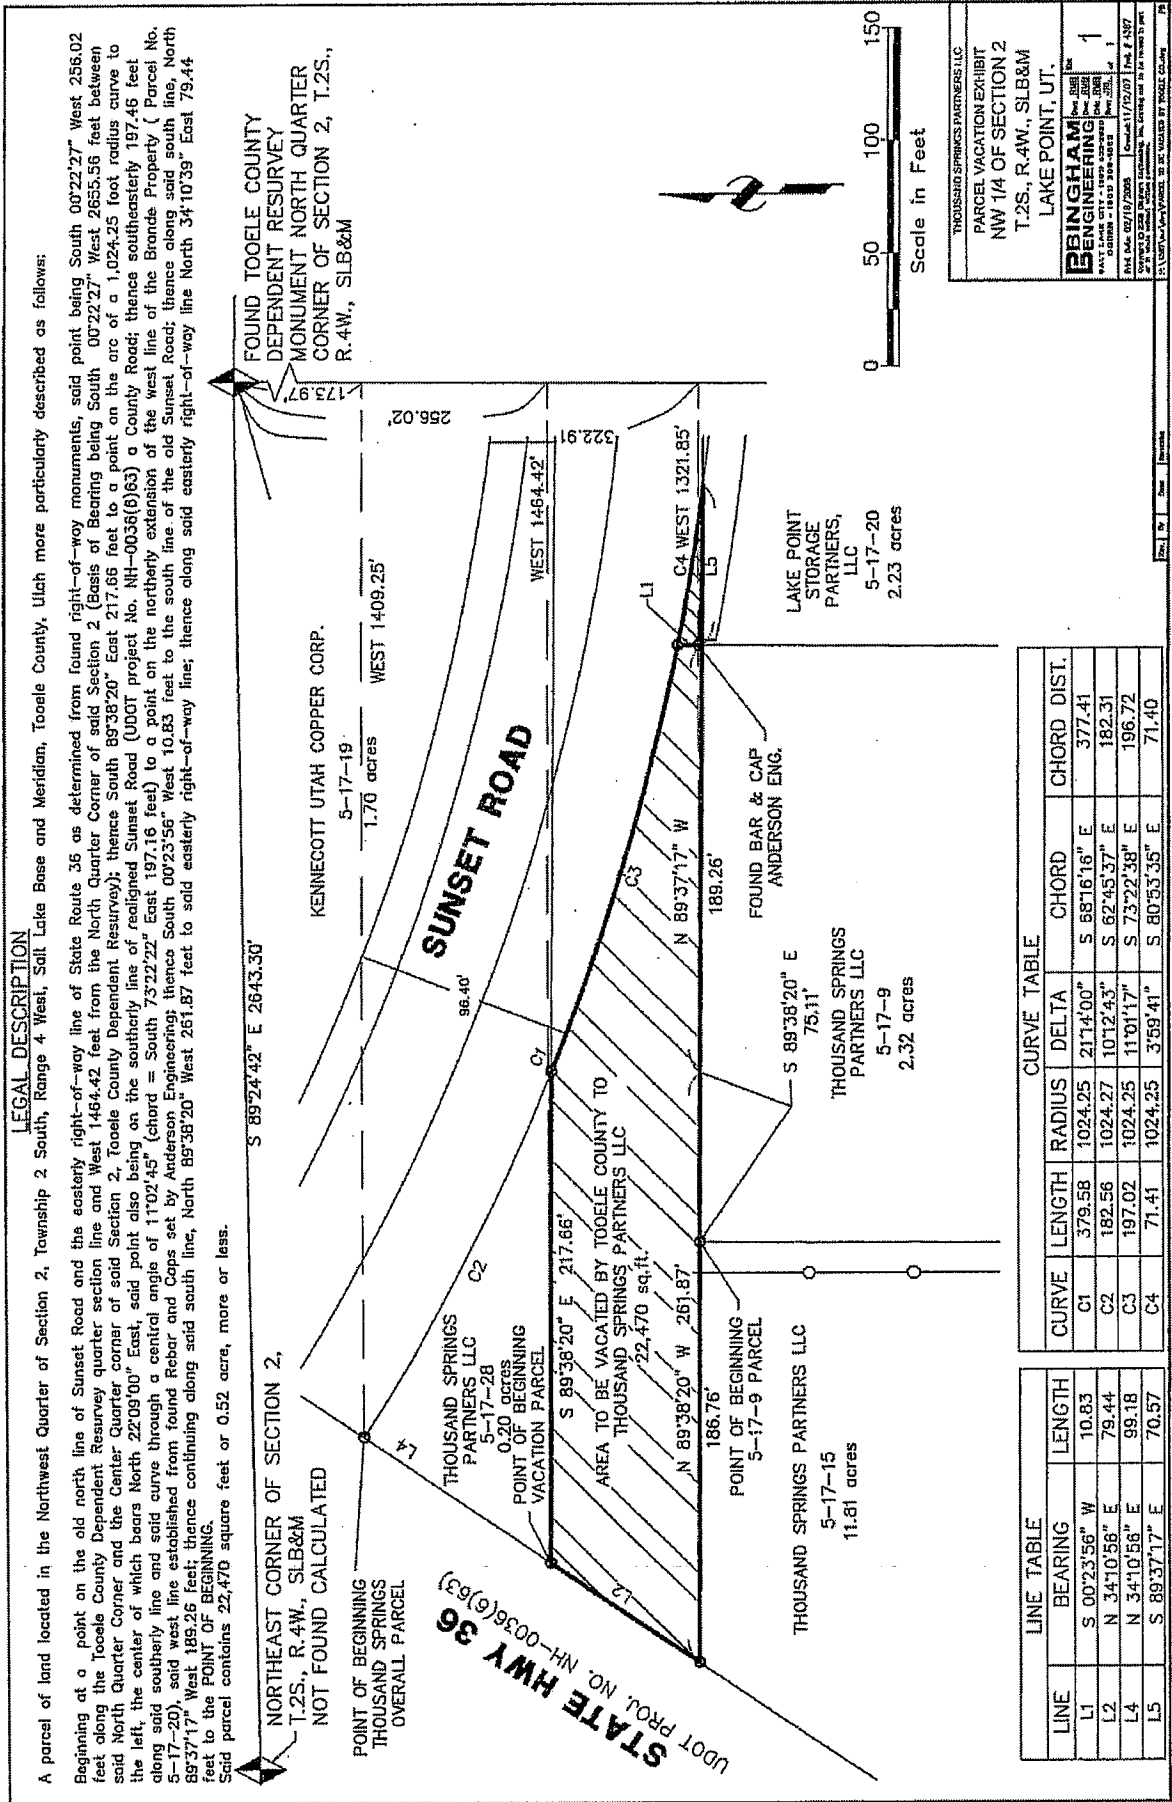 LEGAL DESCRIPTION
A parcel of land located in the Northwest Quarter of Section 2, Township 2 South, Range 4 West, Salt Lake Base and Meridian, Tooele County, Utah more particularly described as follows:
Beginning at a point on the old north line of Sunset Road and the easterly right-of-way line of State Route 36 as determined from found right-of-way monuments, said point being South 00°22'27" West 256.02
feet along the Tooele County Dependent Resurvey quarter section line and West 1464.42 feet from the North Quarter Corner of said Section 2 (Basis of Bearing being South 00°22'27" West 2655.56 feet between
said North Quarter Corner and the Center Quarter corner of said Section 2, Tooele County Dependent Resurvey); thence South 89°38'20" East 217.66 feet to a point on the arc of a 1,024.25 foot radius curve to
the left, the center of which bears North 22°09'00" East, said point also being on the southerly line of realigned Sunset Road (UDOT project No. NH-0036(6)63) a County Road; thence southeasterly 197.46 feet
along said southerly line and said curve through a central angle of 11°02'45" (chord = South 73°22'22" East 197.16 feet) to a point on the northerly extension of the west line of the Brande Property ( Parcel No.
5-17-20), said west line established from found Rebar and Caps set by Anderson Engineering; thence South 00°23'56" West 10.83 feet to the south line of the old Sunset Road; thence along said south line, North
89°37'17" West 189.26 feet; thence continuing along said south line, North 89°38'20" West 261.87 feet to said easterly right-of-way line; thence along said easterly right-of-way line North 34°10'39" East 79.44
feet to the POINT OF BEGINNING.
Said parcel contains 22,470 square feet or 0.52 acre, more or less.
S 89°24'42" E 2643.30'
NORTHEAST CORNER OF SECTION 2,
T.2S., R.4W., SLB&M
NOT FOUND CALCULATED
FOUND TOOELE COUNTY
DEPENDENT RESURVEY
MONUMENT NORTH QUARTER
CORNER OF SECTION 2, T.2S.,
R.4W., SLB&M
173.97'
256.02'
322.91'
KENNECOTT UTAH COPPER CORP.
5-17-19
1.70 acres
WEST 1409.25'
POINT OF BEGINNING
THOUSAND SPRINGS
OVERALL PARCEL
L4
C2
SUNSET ROAD
96.40'
C1
WEST 1464.42'
THOUSAND SPRINGS
PARTNERS LLC
5-17-28
0.20 acres
POINT OF BEGINNING
VACATION PARCEL
S 89°38'20" E 217.66'
AREA TO BE VACATED BY TOOELE COUNTY TO
THOUSAND SPRINGS PARTNERS LLC
22,470 sq.ft.
L2
C3
L1
C4 WEST 1321.85'
L5
N 89°38'20" W 261.87'
N 89°37'17" W
186.76'
189.26'
STATE HWY 36
UDOT PROJ. NO. NH-0036(6)63)
POINT OF BEGINNING
5-17-9 PARCEL
S 89°38'20" E
75.11'
FOUND BAR & CAP
ANDERSON ENG.
LAKE POINT
STORAGE
PARTNERS,
LLC
5-17-20
2.23 acres
THOUSAND SPRINGS PARTNERS LLC
5-17-15
11.81 acres
THOUSAND SPRINGS
PARTNERS LLC
5-17-9
2.32 acres
0 50 100 150
Scale in Feet
LINE TABLE
LINE BEARING LENGTH
L1 S 00°23'56" W 10.83
L2 N 34°10'58" E 79.44
L4 N 34°10'58" E 99.18
L5 S 89°37'17" E 70.57
CURVE TABLE
CURVE LENGTH RADIUS DELTA CHORD CHORD DIST.
C1 379.58 1024.25 21°14'00" S 68°16'16" E 377.41
C2 182.56 1024.27 10°12'43" S 62°45'37" E 182.31
C3 197.02 1024.25 11°01'17" S 73°22'38" E 196.72
C4 71.41 1024.25 3°59'41" S 80°53'35" E 71.40
THOUSAND SPRINGS PARTNERS LLC
PARCEL VACATION EXHIBIT
NW 1/4 OF SECTION 2
T.2S., R.4W., SLB&M
LAKE POINT, UT.
BINGHAM
ENGINEERING
1
of 1